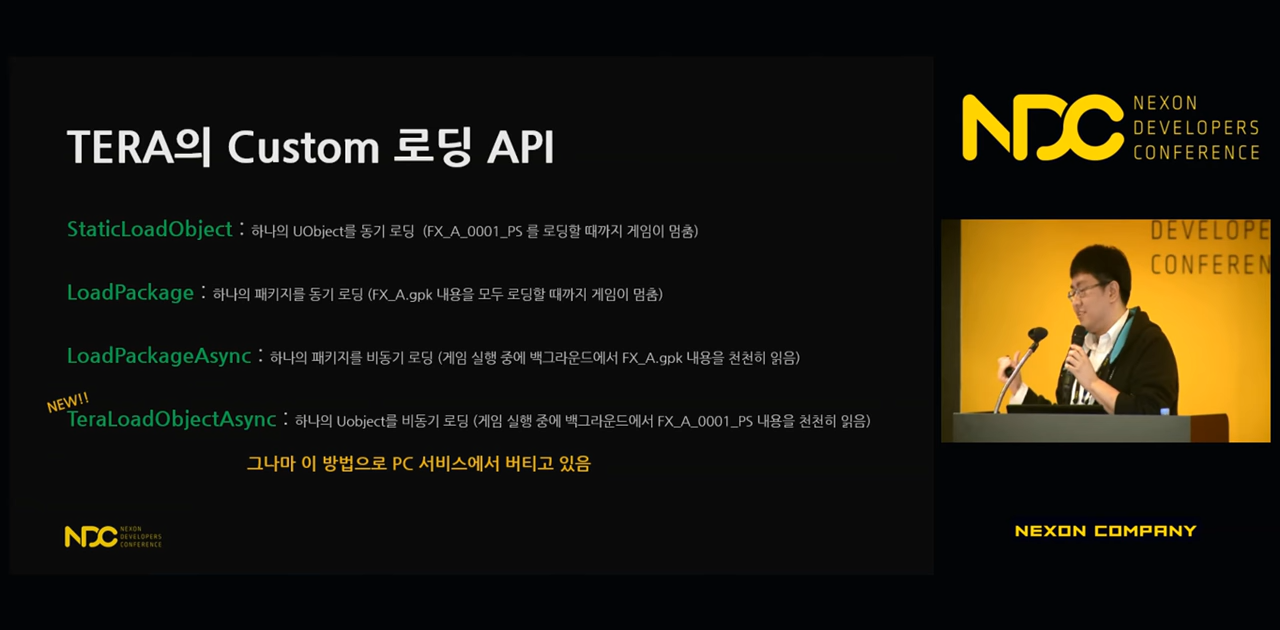 TERA의 Custom 로딩 API
StaticLoadObject : 하나의 UObject를 동기 로딩 (FX_A_0001_PS 를 로딩할 때까지 게임이 멈춤)
LoadPackage : 하나의 패키지를 동기 로딩 (FX_A.gpk 내용을 모두 로딩할 때까지 게임이 멈춤)
LoadPackageAsync : 하나의 패키지를 비동기 로딩 (게임 실행 중에 백그라운드에서 FX_A.gpk 내용을 천천히 읽음)
NEW!!
TeraLoadObjectAsync : 하나의 Uobject를 비동기 로딩 (게임 실행 중에 백그라운드에서 FX_A_0001_PS 내용을 천천히 읽음)
그나마 이 방법으로 PC 서비스에서 버티고 있음
NDC
NEXON
DEVELOPERS
CONFERENCE
NDC
NEXON
DEVELOPERS
CONFERENCE
DEVELOPE
CONFEREN
NEXON COMPANY